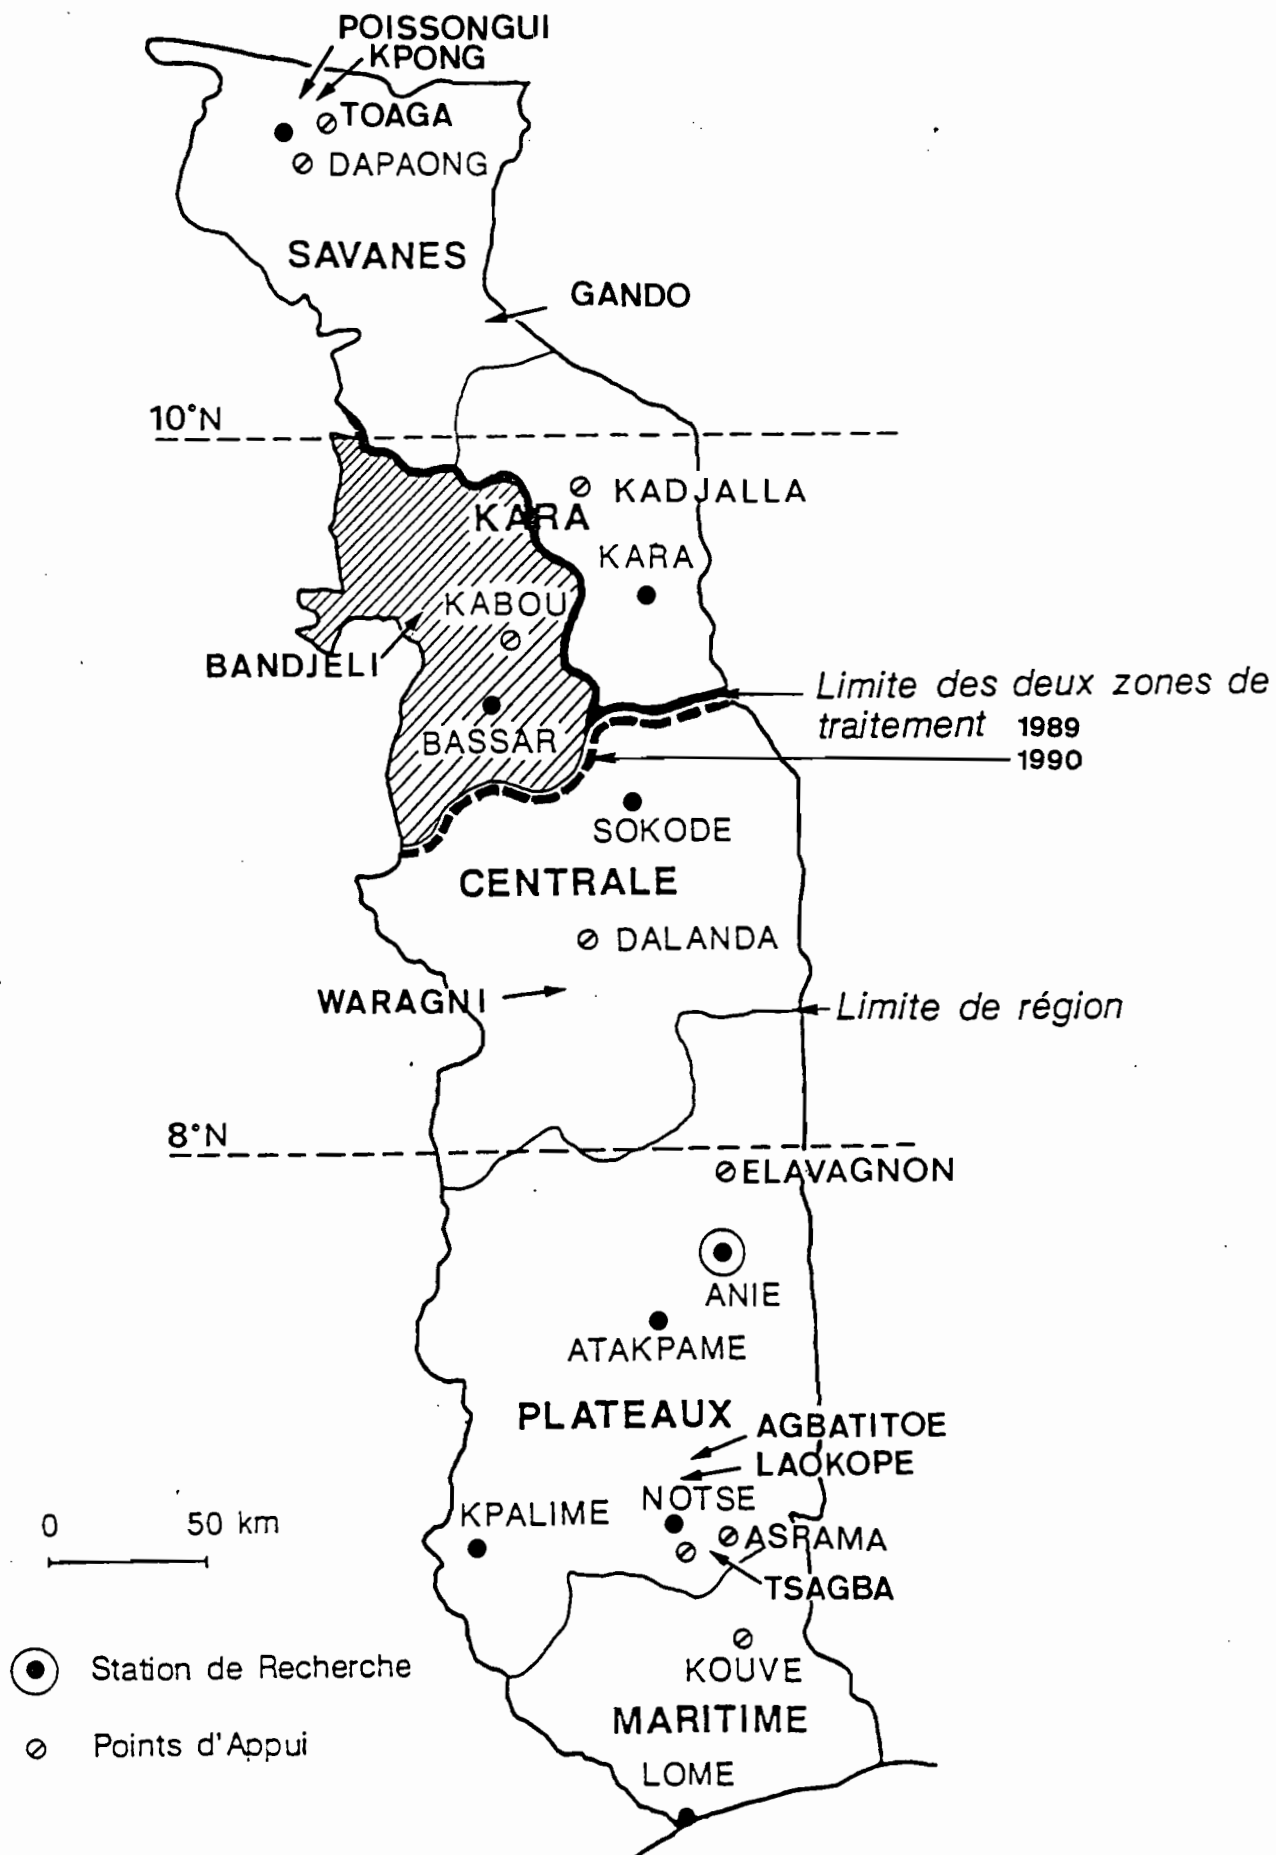 POISSONGUI
KPONG
TOAGA
DAPAONG
SAVANES
GANDO
10°N
KADJALLA
KARA
KARA
KABOU
BANDJELI
Limite des deux zones de
traitement 1989
1990
BASSAR
SOKODE
CENTRALE
DALANDA
WARAGNI
Limite de région
8°N
ELAVAGNON
ANIE
ATAKPAME
PLATEAUX
AGBATITOE
LAOKOPE
NOTSE
KPALIME
0 50 km
ASRAMA
TSAGBA
KOUVE
Station de Recherche
MARITIME
Points d'Appui
LOME